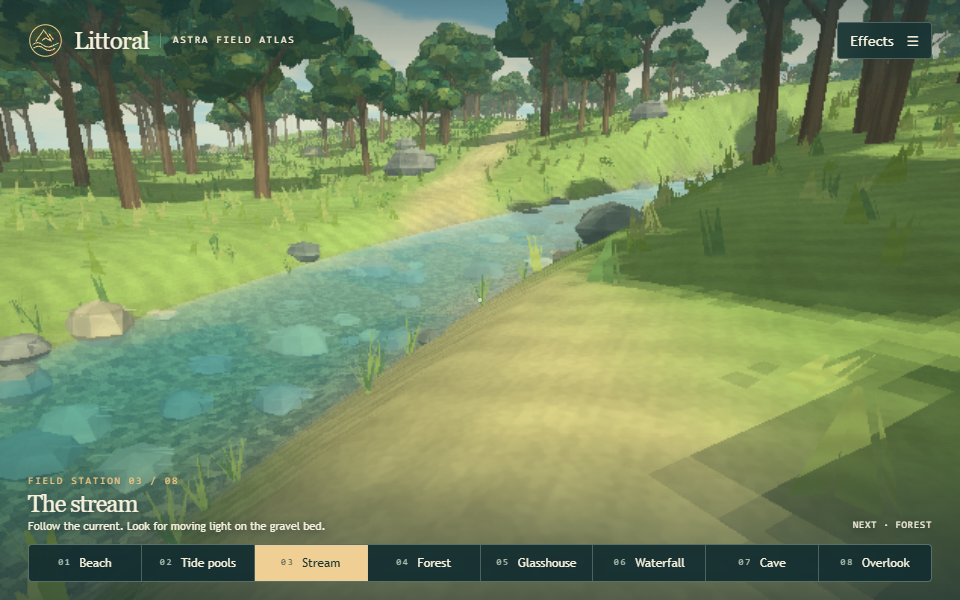 Littoral
ASTRA FIELD ATLAS
Effects
FIELD STATION 03 / 08
The stream
Follow the current. Look for moving light on the gravel bed.
NEXT · FOREST
01 Beach
02 Tide pools
03 Stream
04 Forest
05 Glasshouse
06 Waterfall
07 Cave
08 Overlook